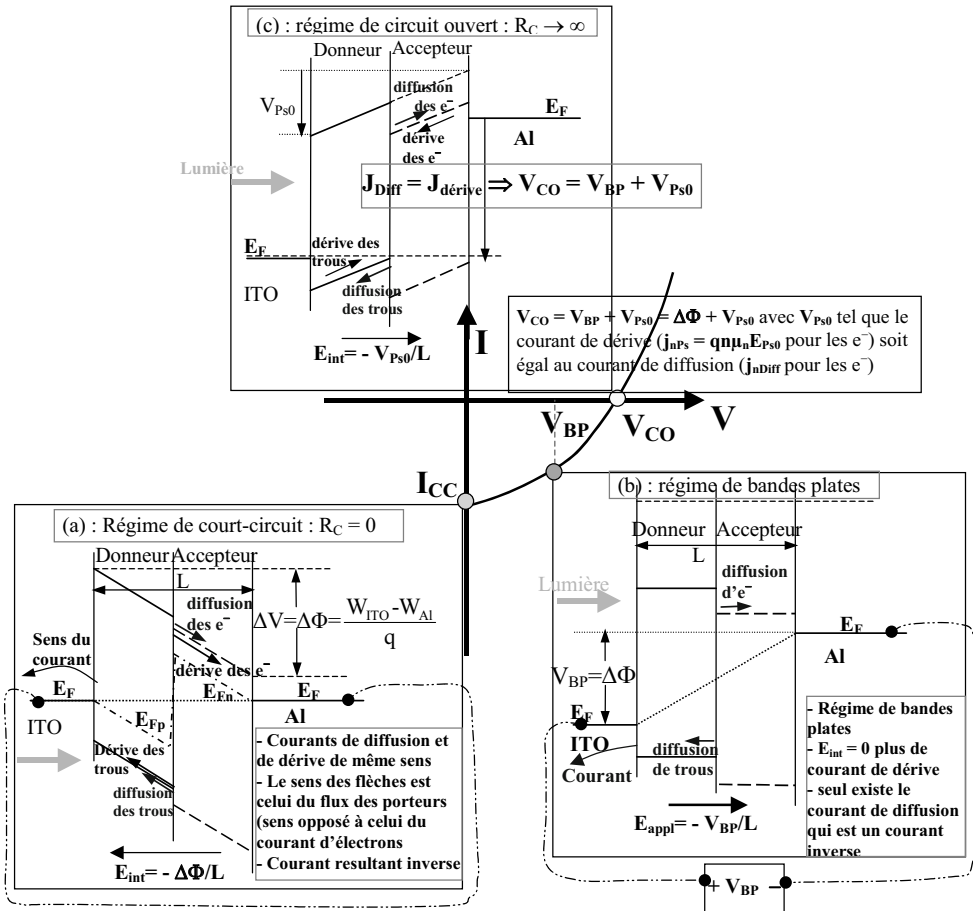 (c) : régime de circuit ouvert : R_C → ∞
Donneur Accepteur
V_Ps0
diffusion
des e⁻
E_F
Al
dérive
des e⁻
Lumière
J_Diff = J_dérive ⇒ V_CO = V_BP + V_Ps0
E_F
dérive des
trous
ITO
diffusion
des trous
E_int= - V_Ps0/L
I
V_CO = V_BP + V_Ps0 = ΔΦ + V_Ps0 avec V_Ps0 tel que le
courant de dérive (j_nPs = qnμ_nE_Ps0 pour les e⁻) soit
égal au courant de diffusion (j_nDiff pour les e⁻)
V_BP
V_CO
V
I_CC
(a) : Régime de court-circuit : R_C = 0
Donneur Accepteur
L
diffusion
des e⁻
ΔV=ΔΦ= W_ITO - W_Al
q
Sens du
courant
dérive des e⁻
E_F
E_Fn
E_F
ITO
E_Fp
Al
Dérive des
trous
diffusion
des trous
- Courants de diffusion et
de dérive de même sens
- Le sens des flèches est
celui du flux des porteurs
(sens opposé à celui du
courant d'électrons
- Courant resultant inverse
E_int= - ΔΦ/L
(b) : régime de bandes plates
Donneur Accepteur
L
Lumière
diffusion
d'e⁻
E_F
Al
V_BP=ΔΦ
E_F
ITO
Courant
diffusion
de trous
- Régime de bandes
plates
- E_int = 0 plus de
courant de dérive
- seul existe le
courant de diffusion
qui est un courant
inverse
E_appl= - V_BP/L
+ V_BP −